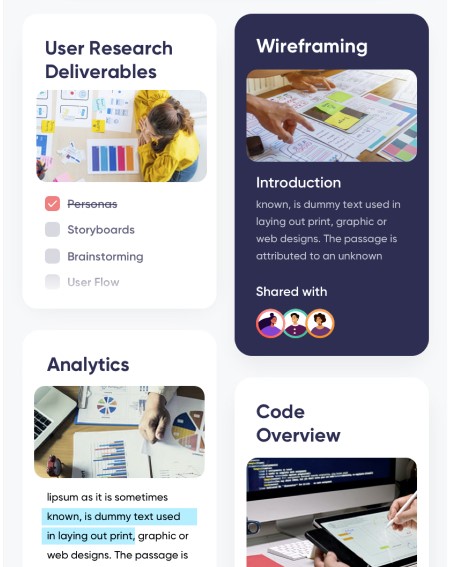 User Research
Deliverables
Personas
Storyboards
Brainstorming
User Flow
Analytics
lipsum as it is sometimes
known, is dummy text used
in laying out print, graphic or
web designs. The passage is
Wireframing
Introduction
known, is dummy text used in
laying out print, graphic or
web designs. The passage is
attributed to an unknown
Shared with
Code
Overview